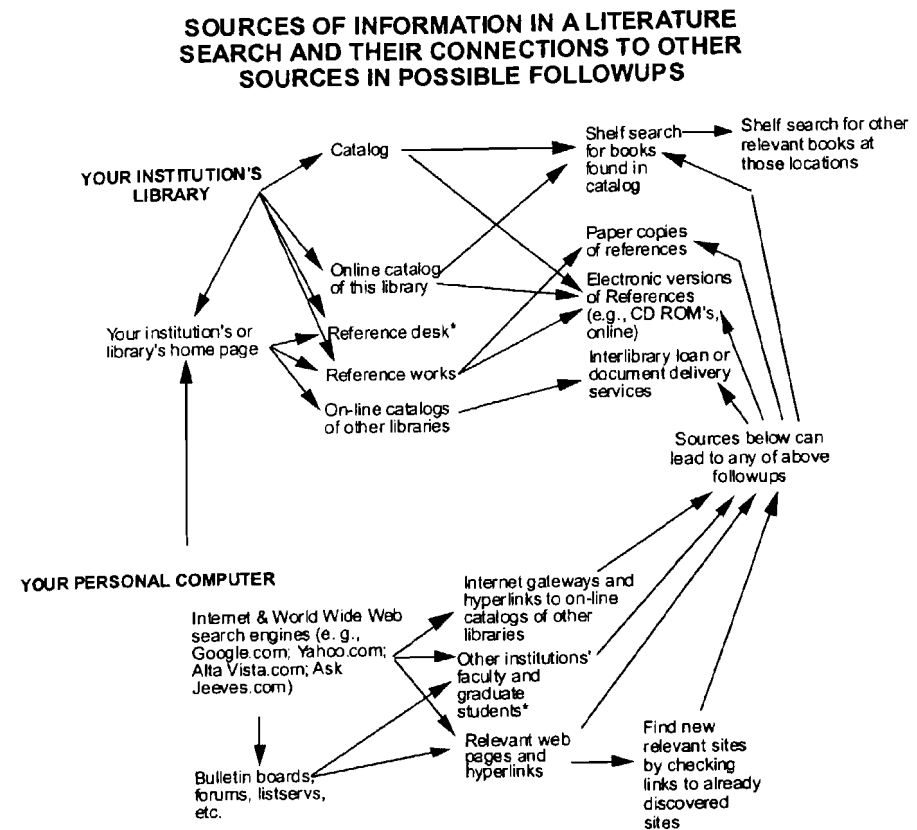 SOURCES OF INFORMATION IN A LITERATURE
SEARCH AND THEIR CONNECTIONS TO OTHER
SOURCES IN POSSIBLE FOLLOWUPS
Catalog
Shelf search
for books
found in
catalog
Shelf search for other
relevant books at
those locations
YOUR INSTITUTION'S
LIBRARY
Paper copies
of references
Online catalog
of this library
Electronic versions
of References
(e.g., CD ROM's,
online)
Your institution's or
library's home page
Reference desk*
Reference works
Interlibrary loan or
document delivery
services
On-line catalogs
of other libraries
Sources below can
lead to any of above
followups
YOUR PERSONAL COMPUTER
Internet & World Wide Web
search engines (e. g.,
Google.com; Yahoo.com;
Alta Vista.com; Ask
Jeeves.com)
Internet gateways and
hyperlinks to on-line
catalogs of other
libraries
Other institutions'
faculty and
graduate
students*
Relevant web
pages and
hyperlinks
Find new
relevant sites
by checking
links to already
discovered
sites
Bulletin boards,
forums, listservs,
etc.